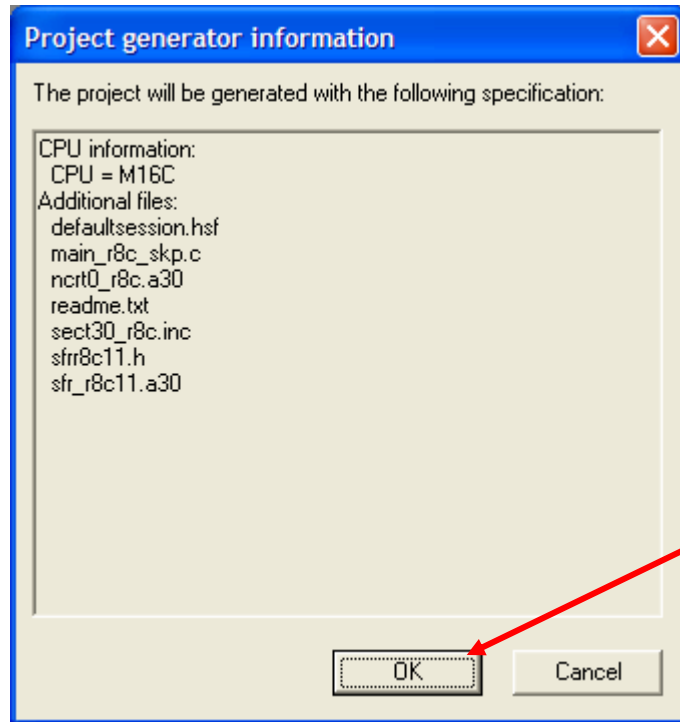 Project generator information
The project will be generated with the following specification:
CPU information:
CPU = M16C
Additional files:
defaultsession.hsf
main_r8c_skp.c
ncrt0_r8c.a30
readme.txt
sect30_r8c.inc
sfrr8c11.h
sfr_r8c11.a30
OK Cancel